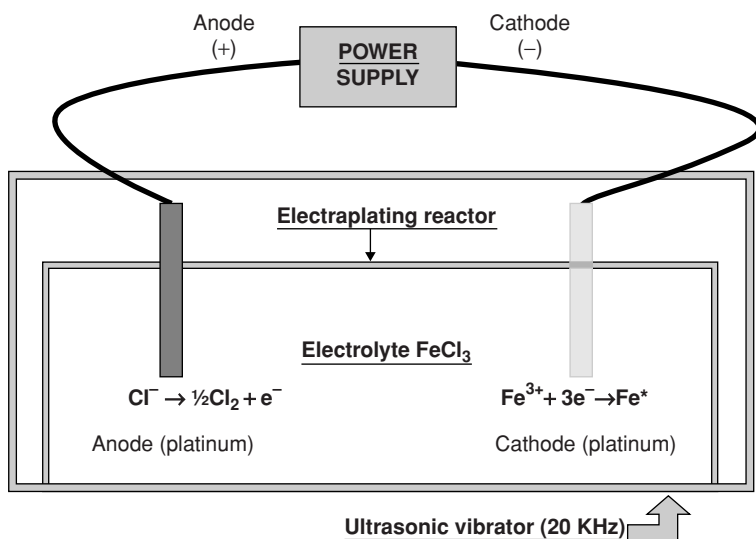 Anode
(+)
POWER
SUPPLY
Cathode
(−)
Electraplating reactor
Electrolyte FeCl₃
Cl⁻ → ½Cl₂ + e⁻
Fe³⁺ + 3e⁻→Fe*
Anode (platinum)
Cathode (platinum)
Ultrasonic vibrator (20 KHz)